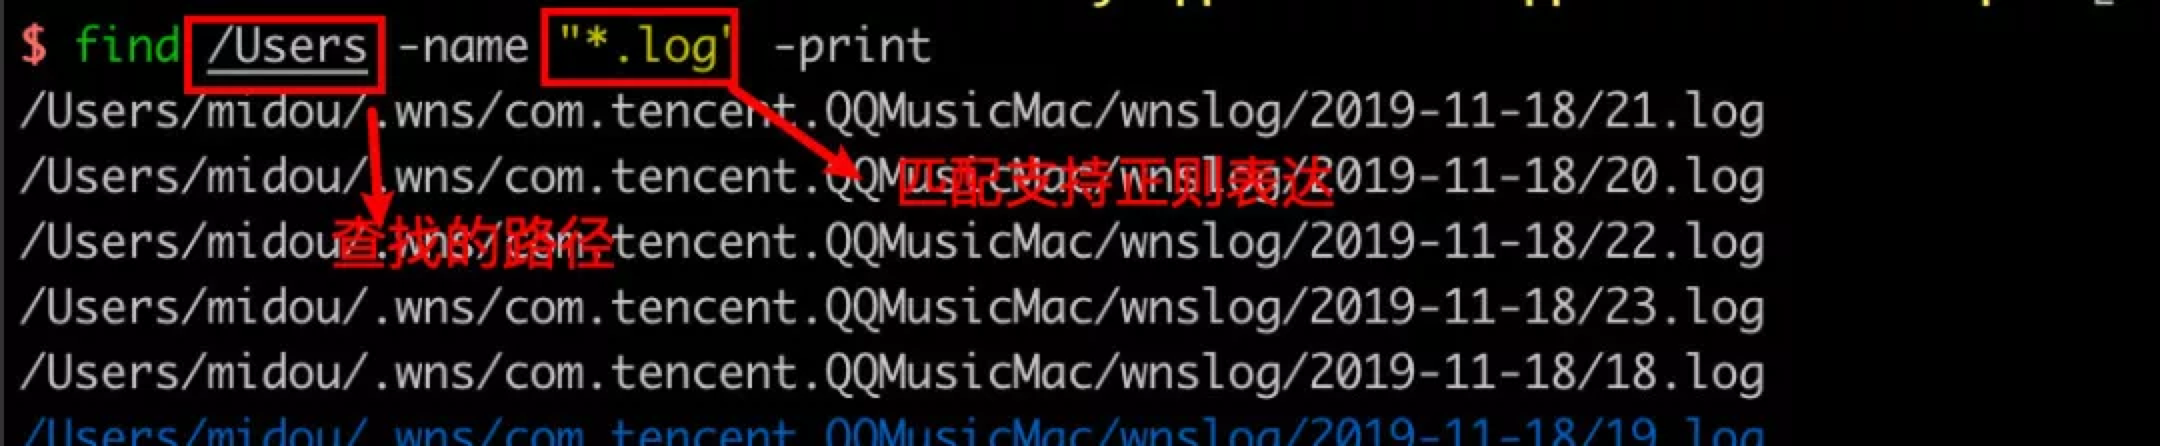 $ find /Users -name "*.log" -print
/Users/midou/.wns/com.tencent.QQMusicMac/wnslog/2019-11-18/21.log
/Users/midou/.wns/com.tencent.QQMusicMac/wnslog/2019-11-18/20.log
匹配支持正则表达
/Users/midou/.wns/com.tencent.QQMusicMac/wnslog/2019-11-18/22.log
查找的路径
/Users/midou/.wns/com.tencent.QQMusicMac/wnslog/2019-11-18/23.log
/Users/midou/.wns/com.tencent.QQMusicMac/wnslog/2019-11-18/18.log
/Users/midou/.wns/com.tencent.QQMusicMac/wnslog/2019-11-18/19.log